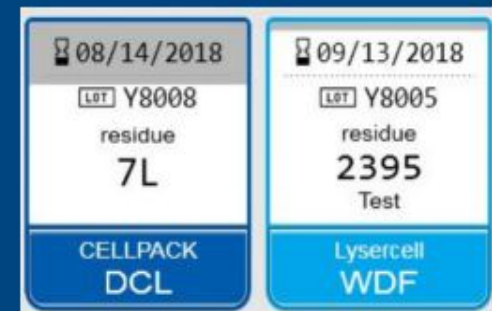 08/14/2018
LOT Y8008
residue
7L
CELLPACK
DCL
09/13/2018
LOT Y8005
residue
2395
Test
Lysercell
WDF